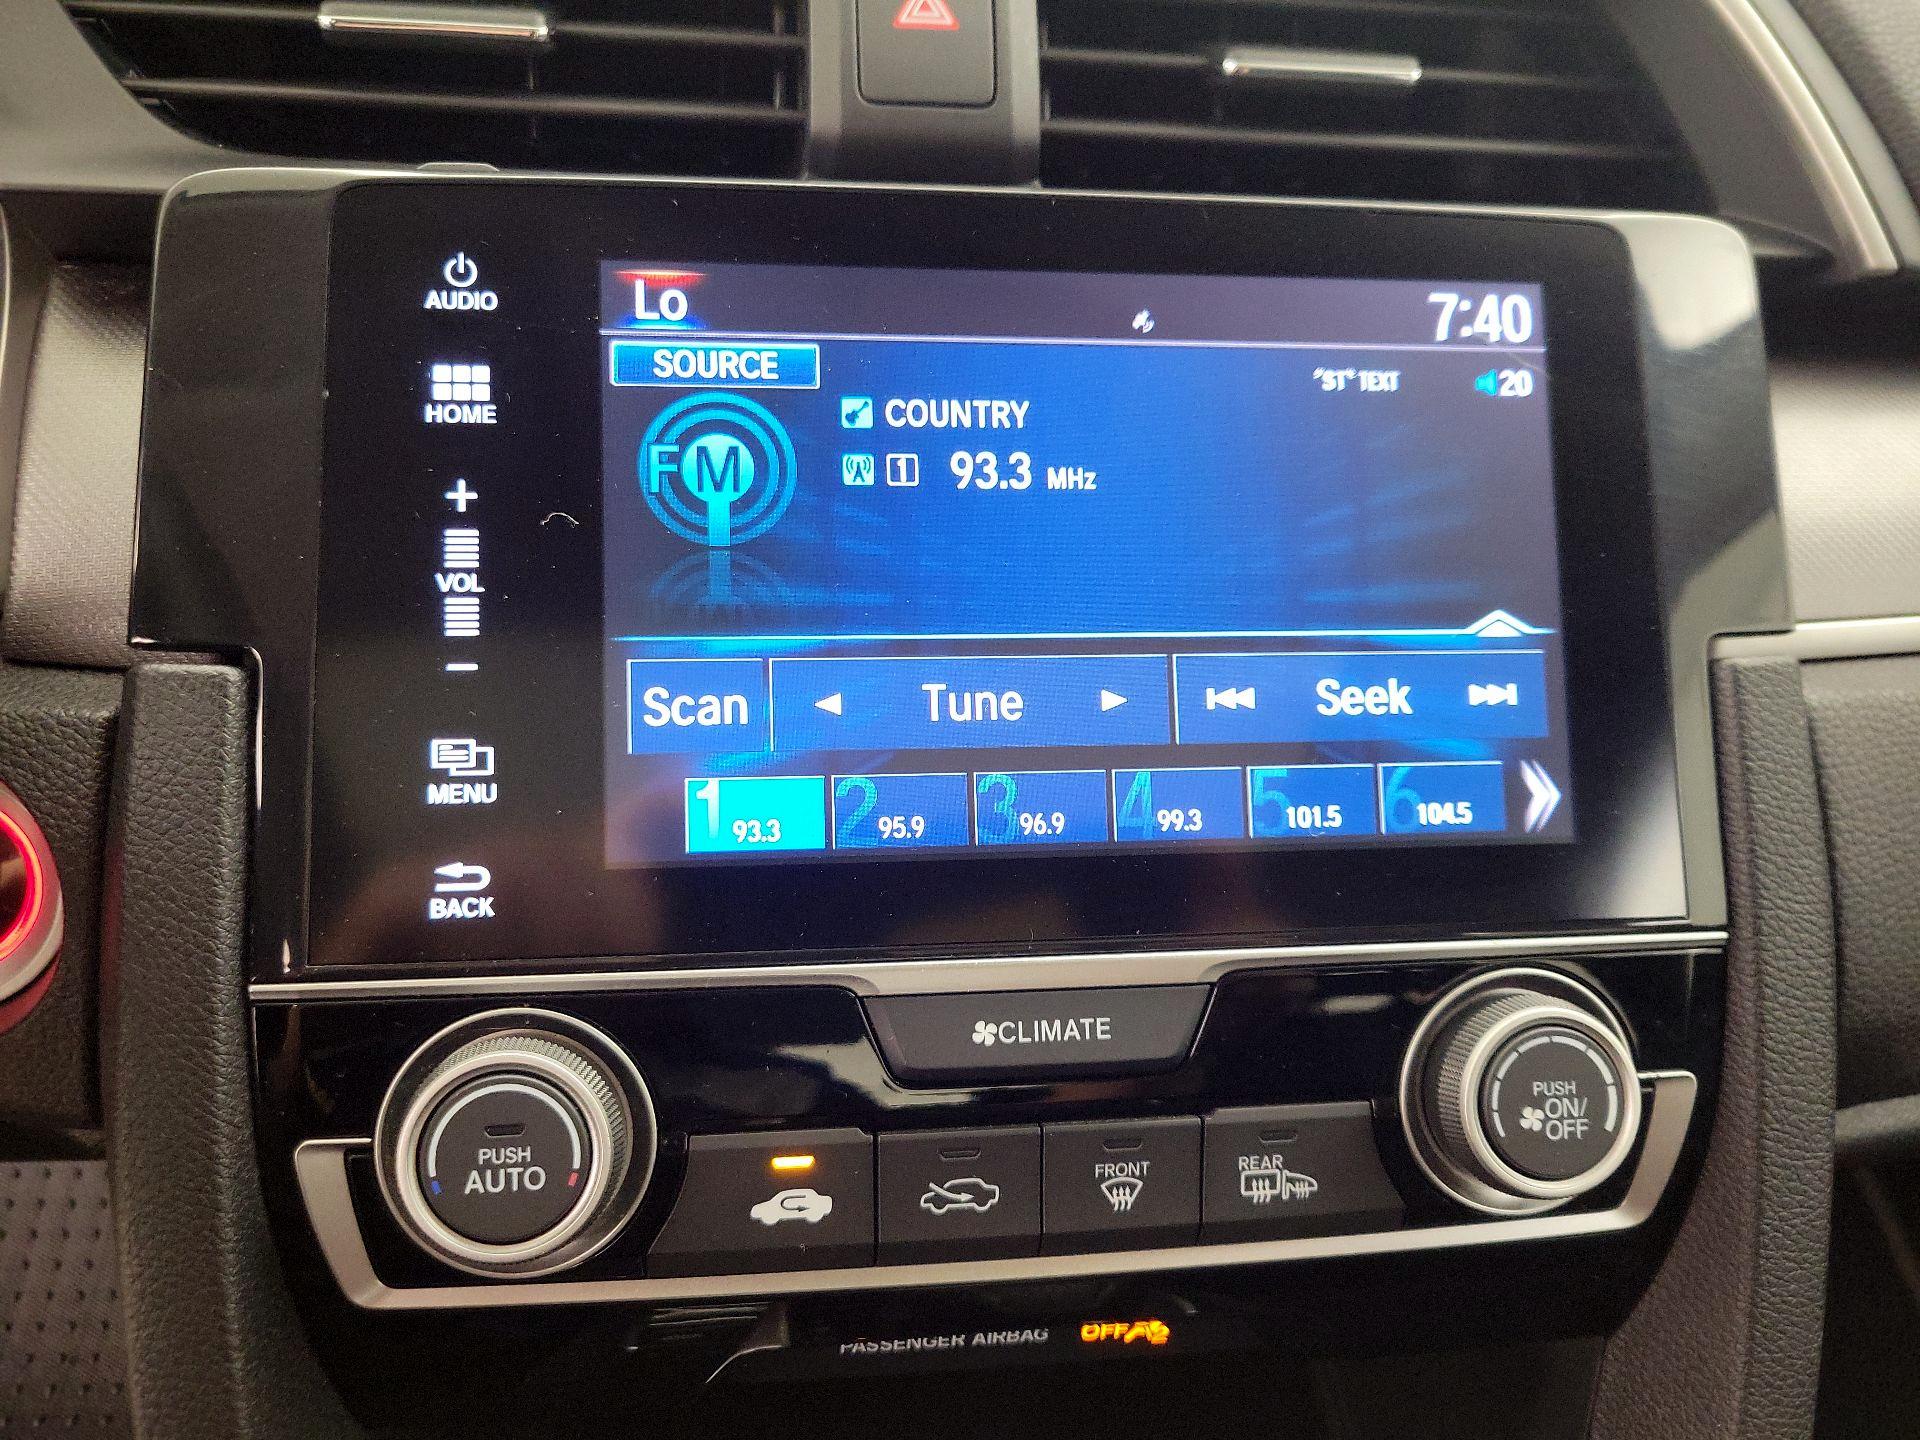 AUDIO
HOME
+
VOL
−
MENU
BACK
Lo
7:40
SOURCE
"ST" TEXT
20
FM
COUNTRY
1 93.3 MHz
Scan
Tune
Seek
1 93.3
2 95.9
3 96.9
4 99.3
5 101.5
6 104.5
CLIMATE
PUSH
AUTO
FRONT
REAR
PUSH
ON/
OFF
PASSENGER AIRBAG OFF